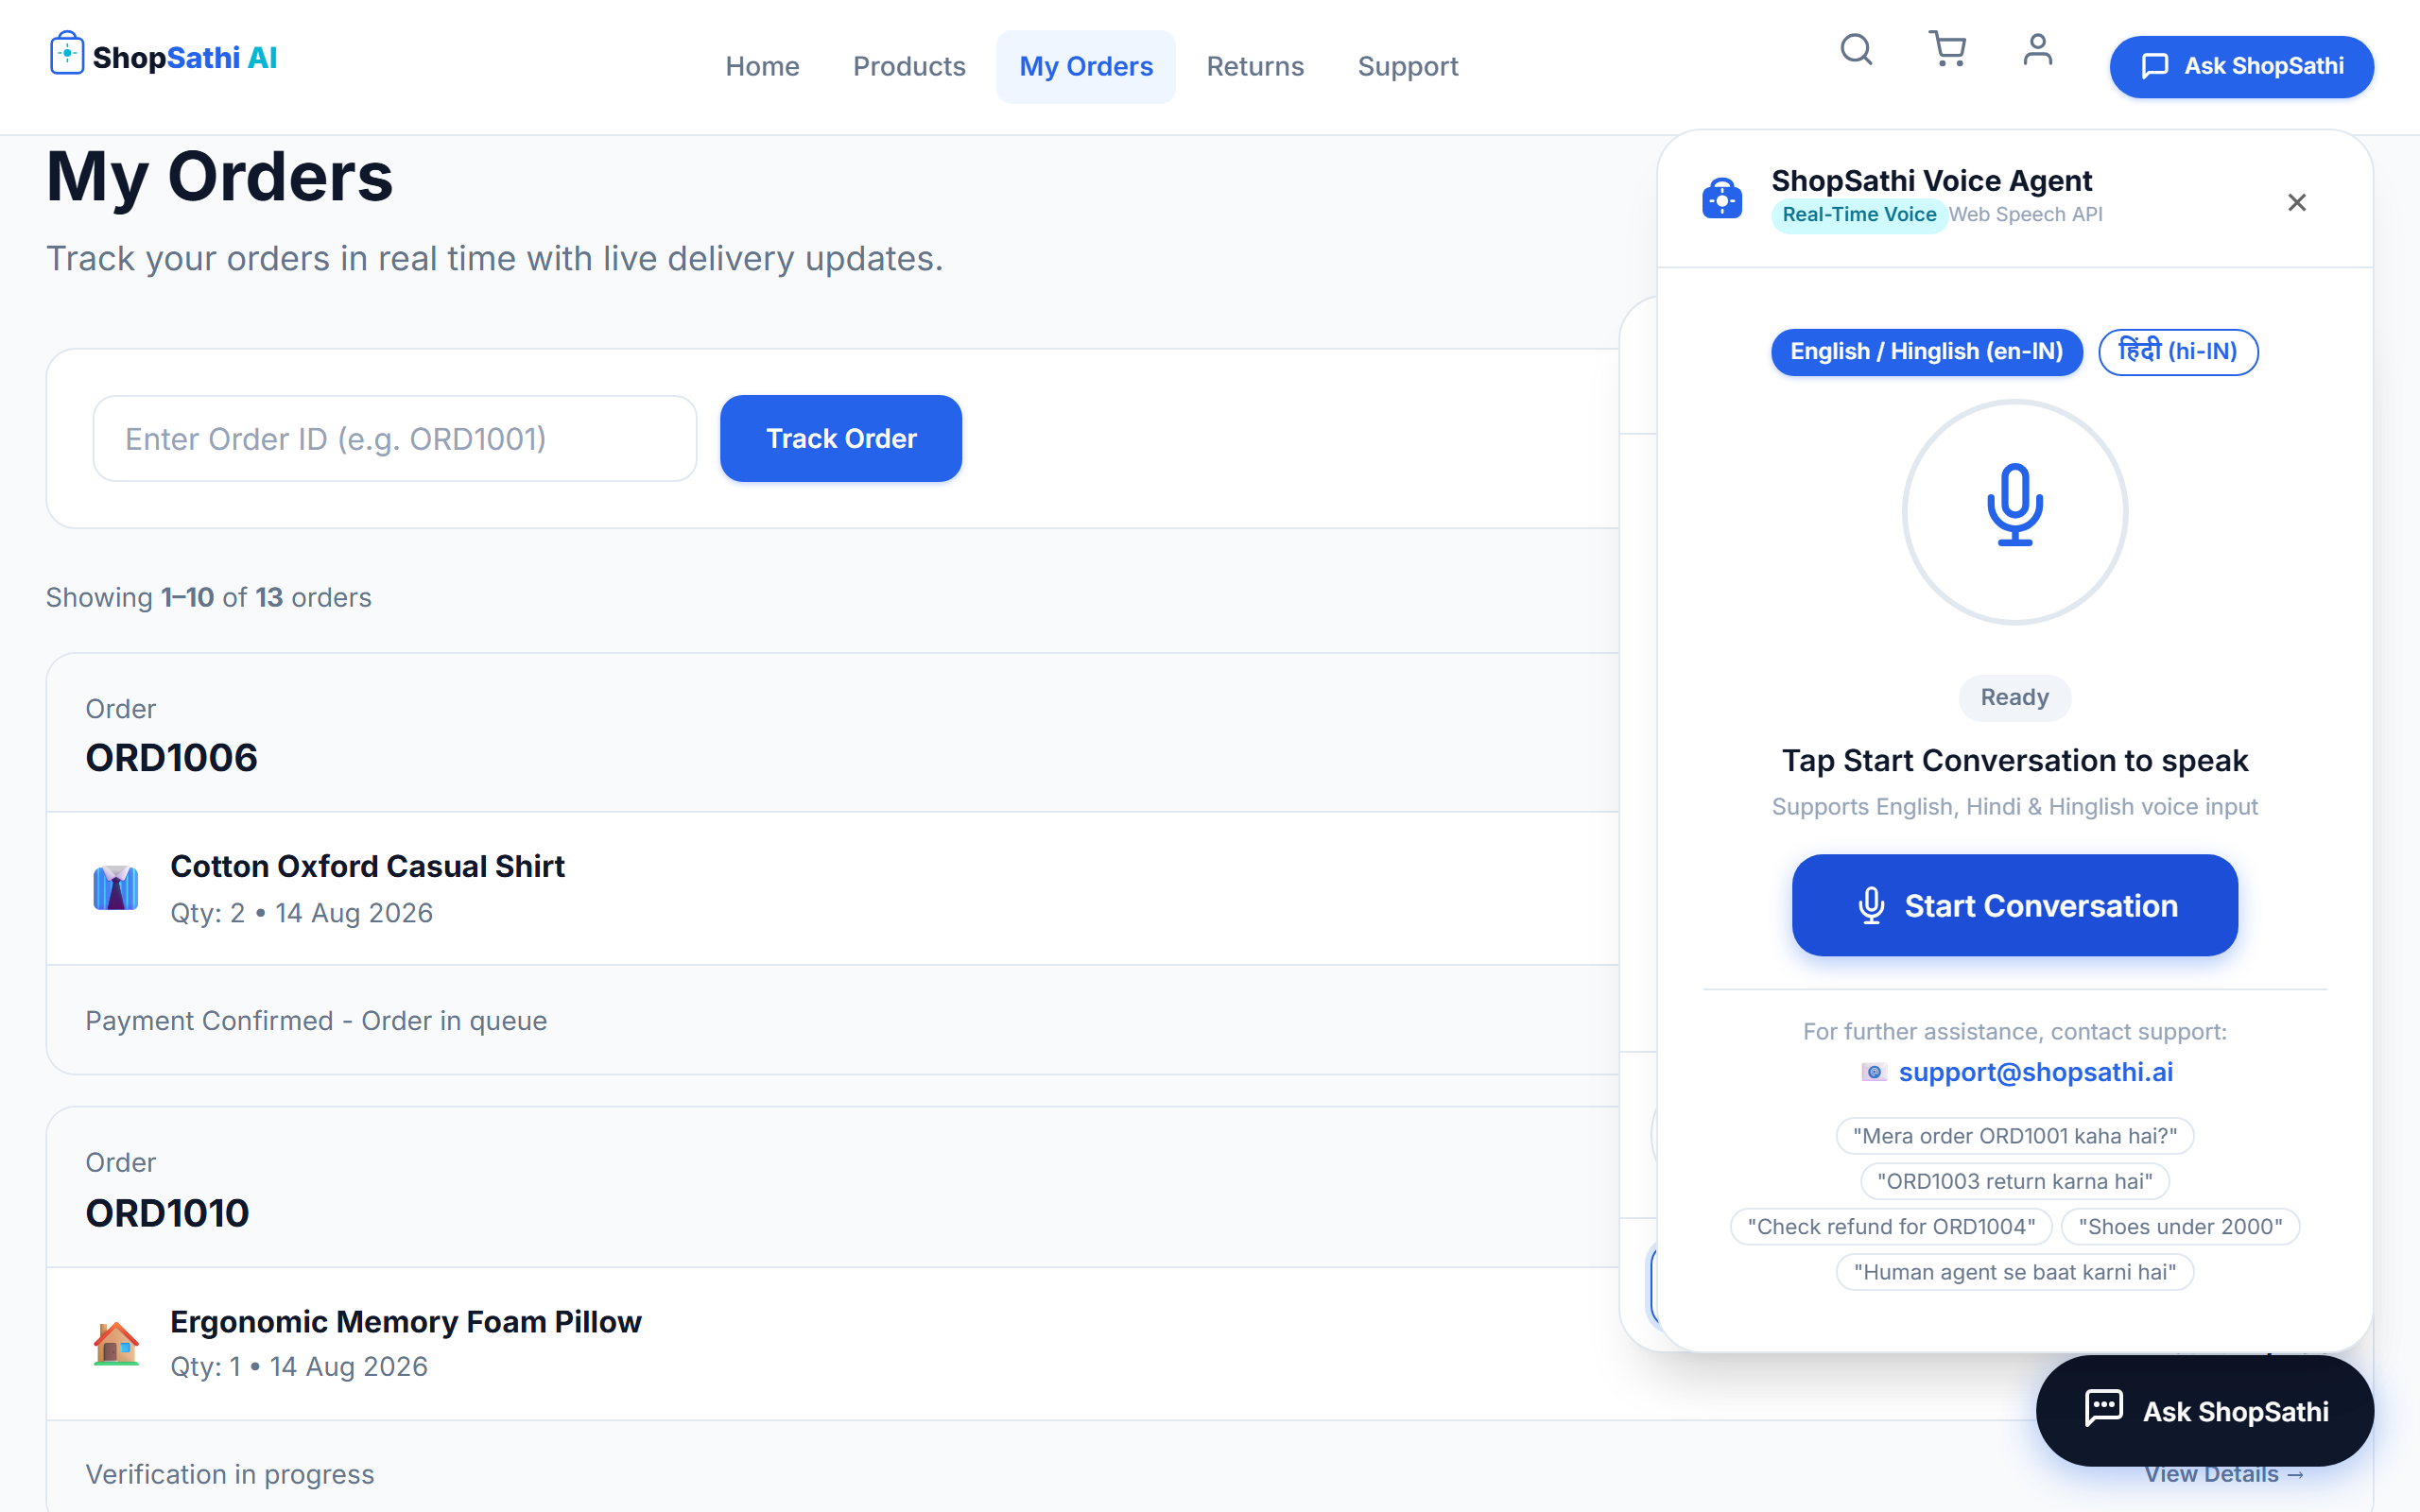 ShopSathi AI
Home Products My Orders Returns Support
Ask ShopSathi
My Orders
Track your orders in real time with live delivery updates.
Enter Order ID (e.g. ORD1001)
Track Order
Showing 1–10 of 13 orders
Order
ORD1006
Cotton Oxford Casual Shirt
Qty: 2 • 14 Aug 2026
Payment Confirmed - Order in queue
Order
ORD1010
Ergonomic Memory Foam Pillow
Qty: 1 • 14 Aug 2026
Verification in progress
View Details →
ShopSathi Voice Agent
Real-Time Voice Web Speech API
×
English / Hinglish (en-IN) हिंदी (hi-IN)
Ready
Tap Start Conversation to speak
Supports English, Hindi & Hinglish voice input
Start Conversation
For further assistance, contact support:
support@shopsathi.ai
"Mera order ORD1001 kaha hai?"
"ORD1003 return karna hai"
"Check refund for ORD1004" "Shoes under 2000"
"Human agent se baat karni hai"
Ask ShopSathi